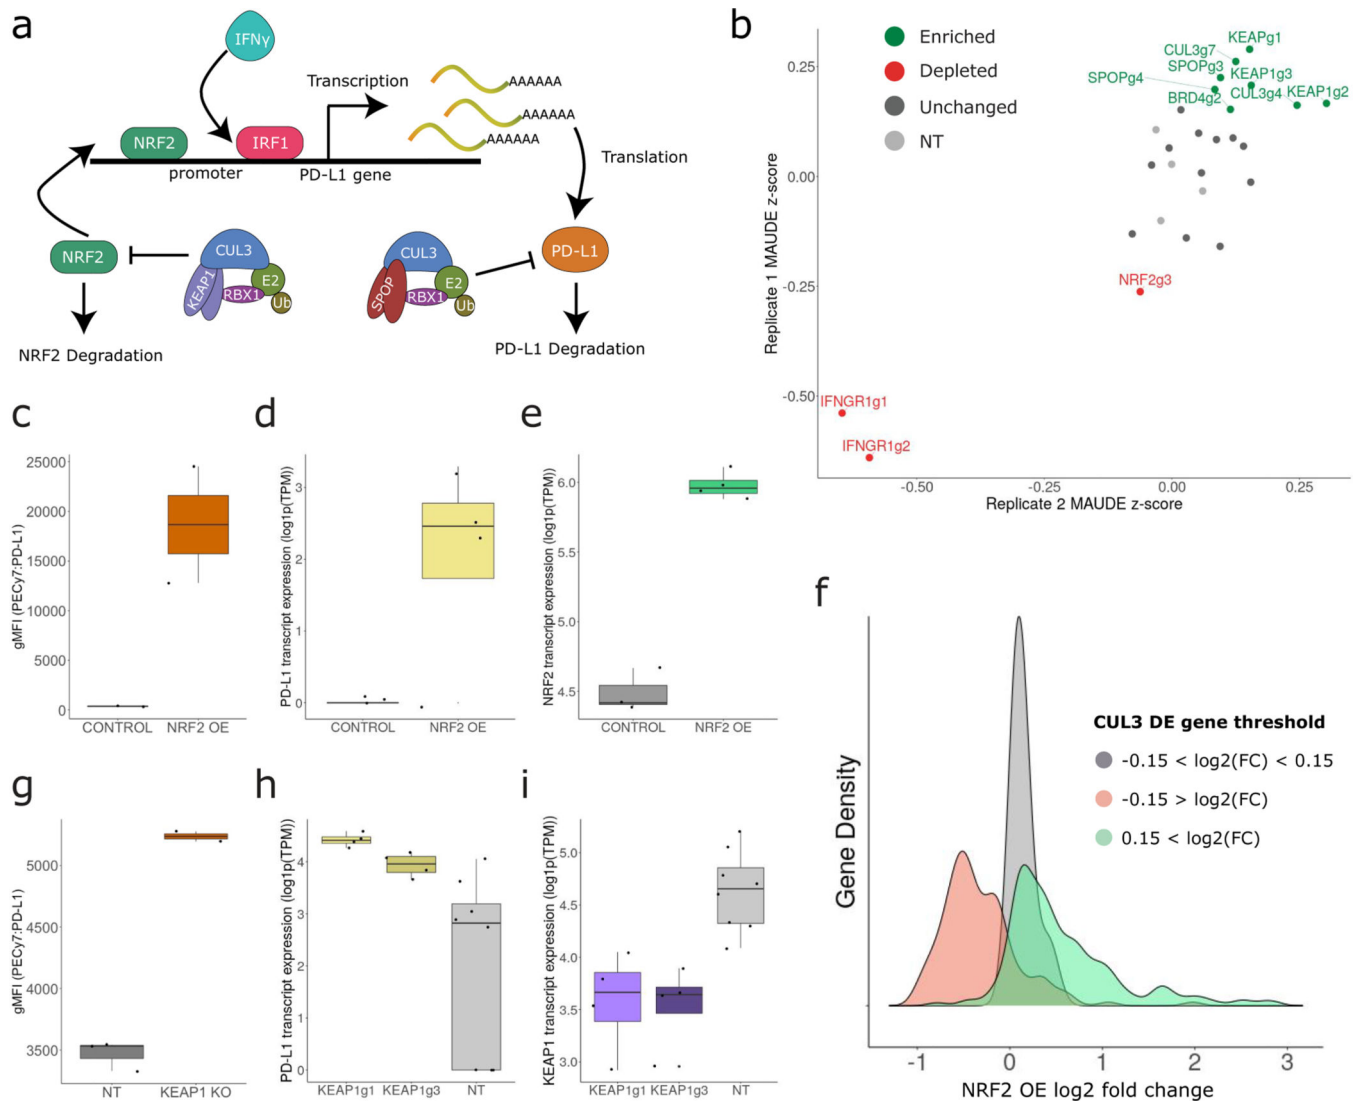 a
IFNγ
Transcription
AAAAAA
AAAAAA
AAAAAA
NRF2
IRF1
promoter
PD-L1 gene
Translation
NRF2
CUL3
KEAP1
RBX1
E2
Ub
CUL3
SPOP
RBX1
E2
Ub
PD-L1
NRF2 Degradation
PD-L1 Degradation
b
Enriched
Depleted
Unchanged
NT
KEAPg1
CUL3g7
SPOPg3
KEAP1g3
SPOPg4
CUL3g4
KEAP1g2
BRD4g2
NRF2g3
IFNGR1g1
IFNGR1g2
Replicate 1 MAUDE z-score
0.25
0.00
-0.25
-0.50
-0.50
-0.25
0.00
0.25
Replicate 2 MAUDE z-score
c
gMFI (PECy7:PD-L1)
25000
20000
15000
10000
5000
0
CONTROL
NRF2 OE
d
PD-L1 transcript expression (log1p(TPM))
2
1
0
CONTROL
NRF2 OE
e
NRF2 transcript expression (log1p(TPM))
6.0
5.5
5.0
4.5
CONTROL
NRF2 OE
f
Gene Density
CUL3 DE gene threshold
-0.15 < log2(FC) < 0.15
-0.15 > log2(FC)
0.15 < log2(FC)
-1
0
1
2
3
NRF2 OE log2 fold change
g
gMFI (PECy7:PD-L1)
5000
4500
4000
3500
NT
KEAP1 KO
h
PD-L1 transcript expression (log1p(TPM))
4
3
2
1
0
KEAP1g1
KEAP1g3
NT
i
KEAP1 transcript expression (log1p(TPM))
5.0
4.5
4.0
3.5
3.0
KEAP1g1
KEAP1g3
NT